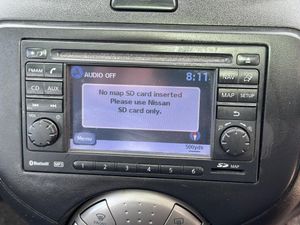 AUDIO OFF
8:11
No map SD card inserted
Please use Nissan
SD card only.
Menu
500yds
FM·AM
CD
AUX
NAV
MAP
SETUP
Bluetooth
MP3
1 2 3 4 5 6
SD MAP